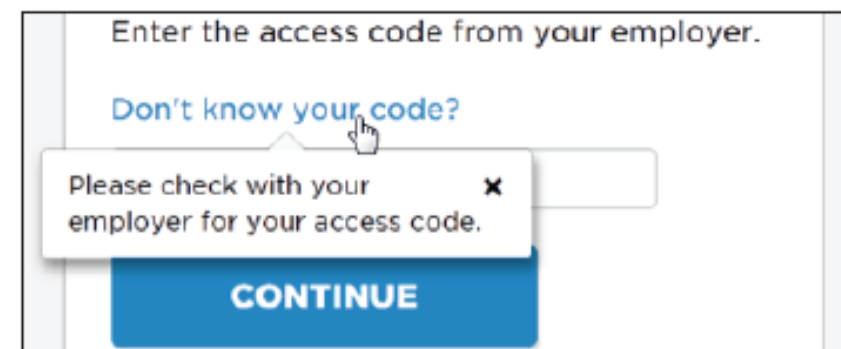 Enter the access code from your employer.
Don't know your code?
Please check with your
employer for your access code.
CONTINUE